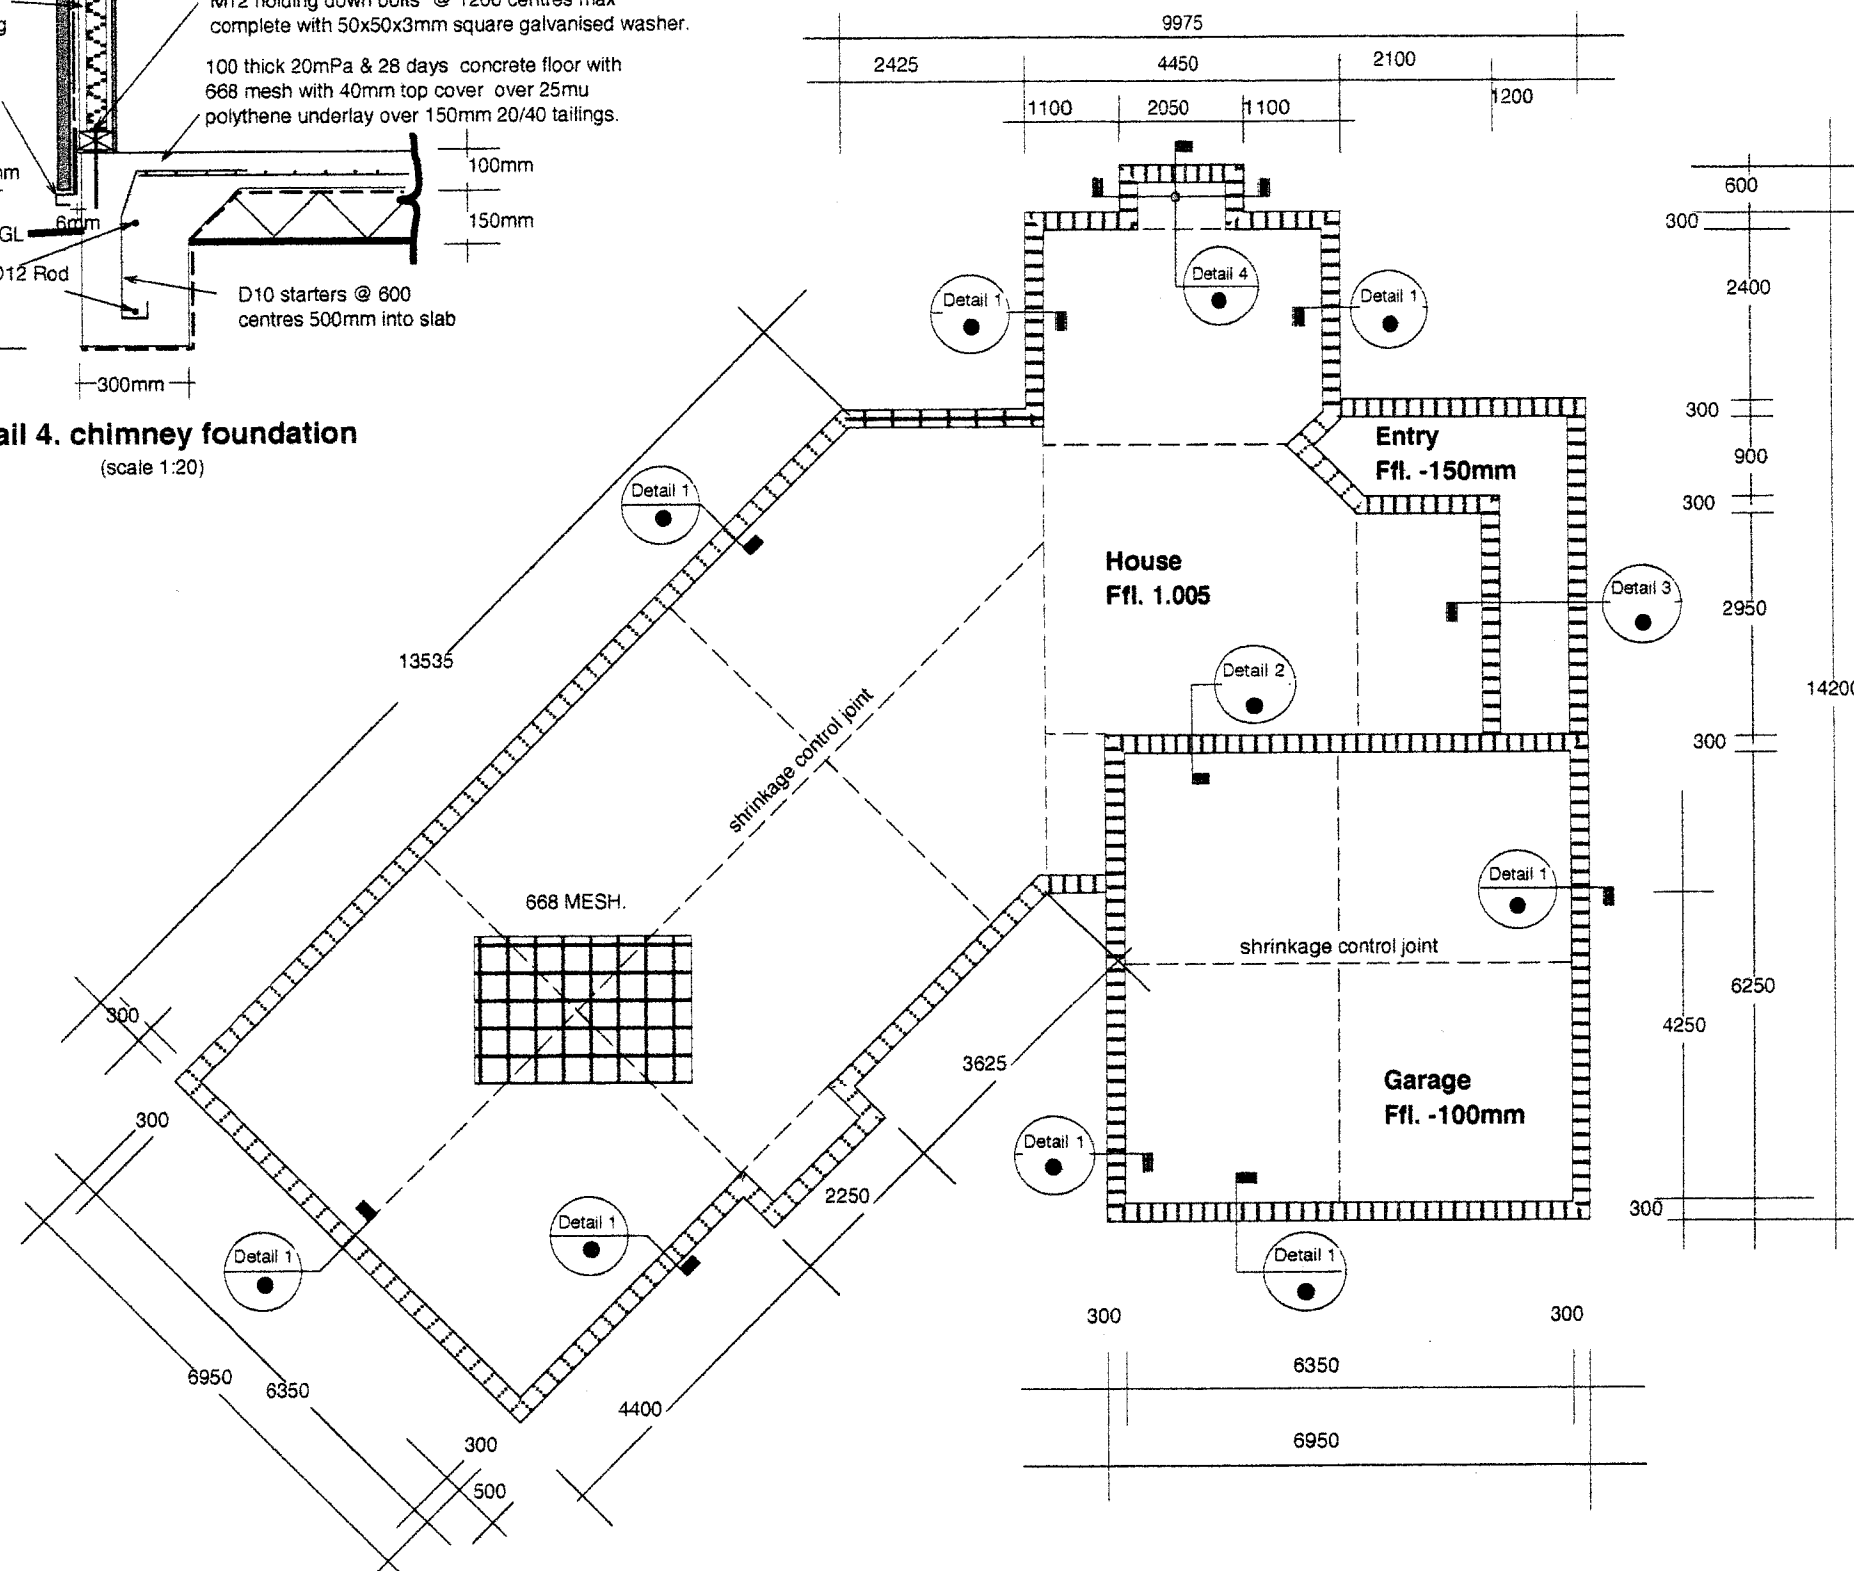 M12 holding down bolts @ 1200 centres max
complete with 50x50x3mm square galvanised washer.
100 thick 20mPa & 28 days concrete floor with
668 mesh with 40mm top cover over 25mu
polythene underlay over 150mm 20/40 tailings.
100mm
150mm
6mm
GL
D12 Rod
D10 starters @ 600
centres 500mm into slab
300mm
ail 4. chimney foundation
(scale 1:20)
9975
2425
4450
2100
1100
2050
1100
1200
600
300
2400
300
900
300
2950
14200
300
6250
4250
300
Detail 4
Detail 1
Detail 1
Detail 1
Entry
Ffl. -150mm
House
Ffl. 1.005
Detail 3
Detail 2
13535
shrinkage control joint
668 MESH.
Detail 1
shrinkage control joint
300
300
3625
Garage
Ffl. -100mm
Detail 1
2250
Detail 1
Detail 1
Detail 1
300
300
6350
6950
6950
6350
4400
300
500